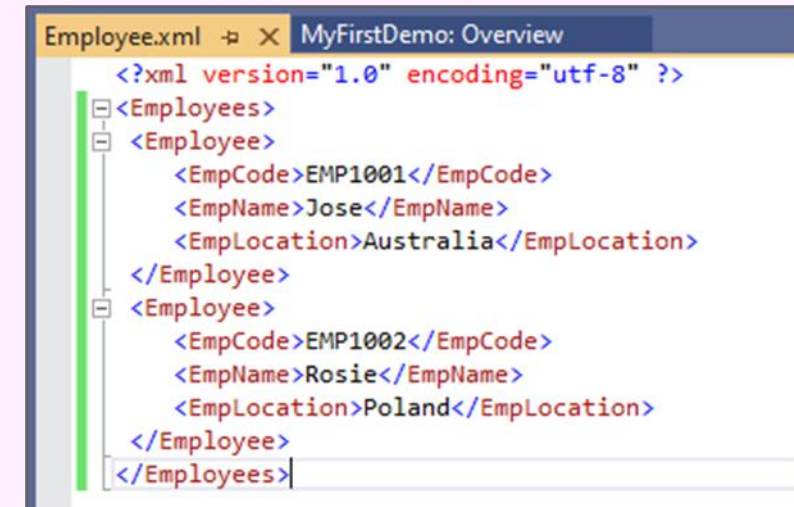 Employee.xml MyFirstDemo: Overview
<?xml version="1.0" encoding="utf-8" ?>
<Employees>
<Employee>
<EmpCode>EMP1001</EmpCode>
<EmpName>Jose</EmpName>
<EmpLocation>Australia</EmpLocation>
</Employee>
<Employee>
<EmpCode>EMP1002</EmpCode>
<EmpName>Rosie</EmpName>
<EmpLocation>Poland</EmpLocation>
</Employee>
</Employees>